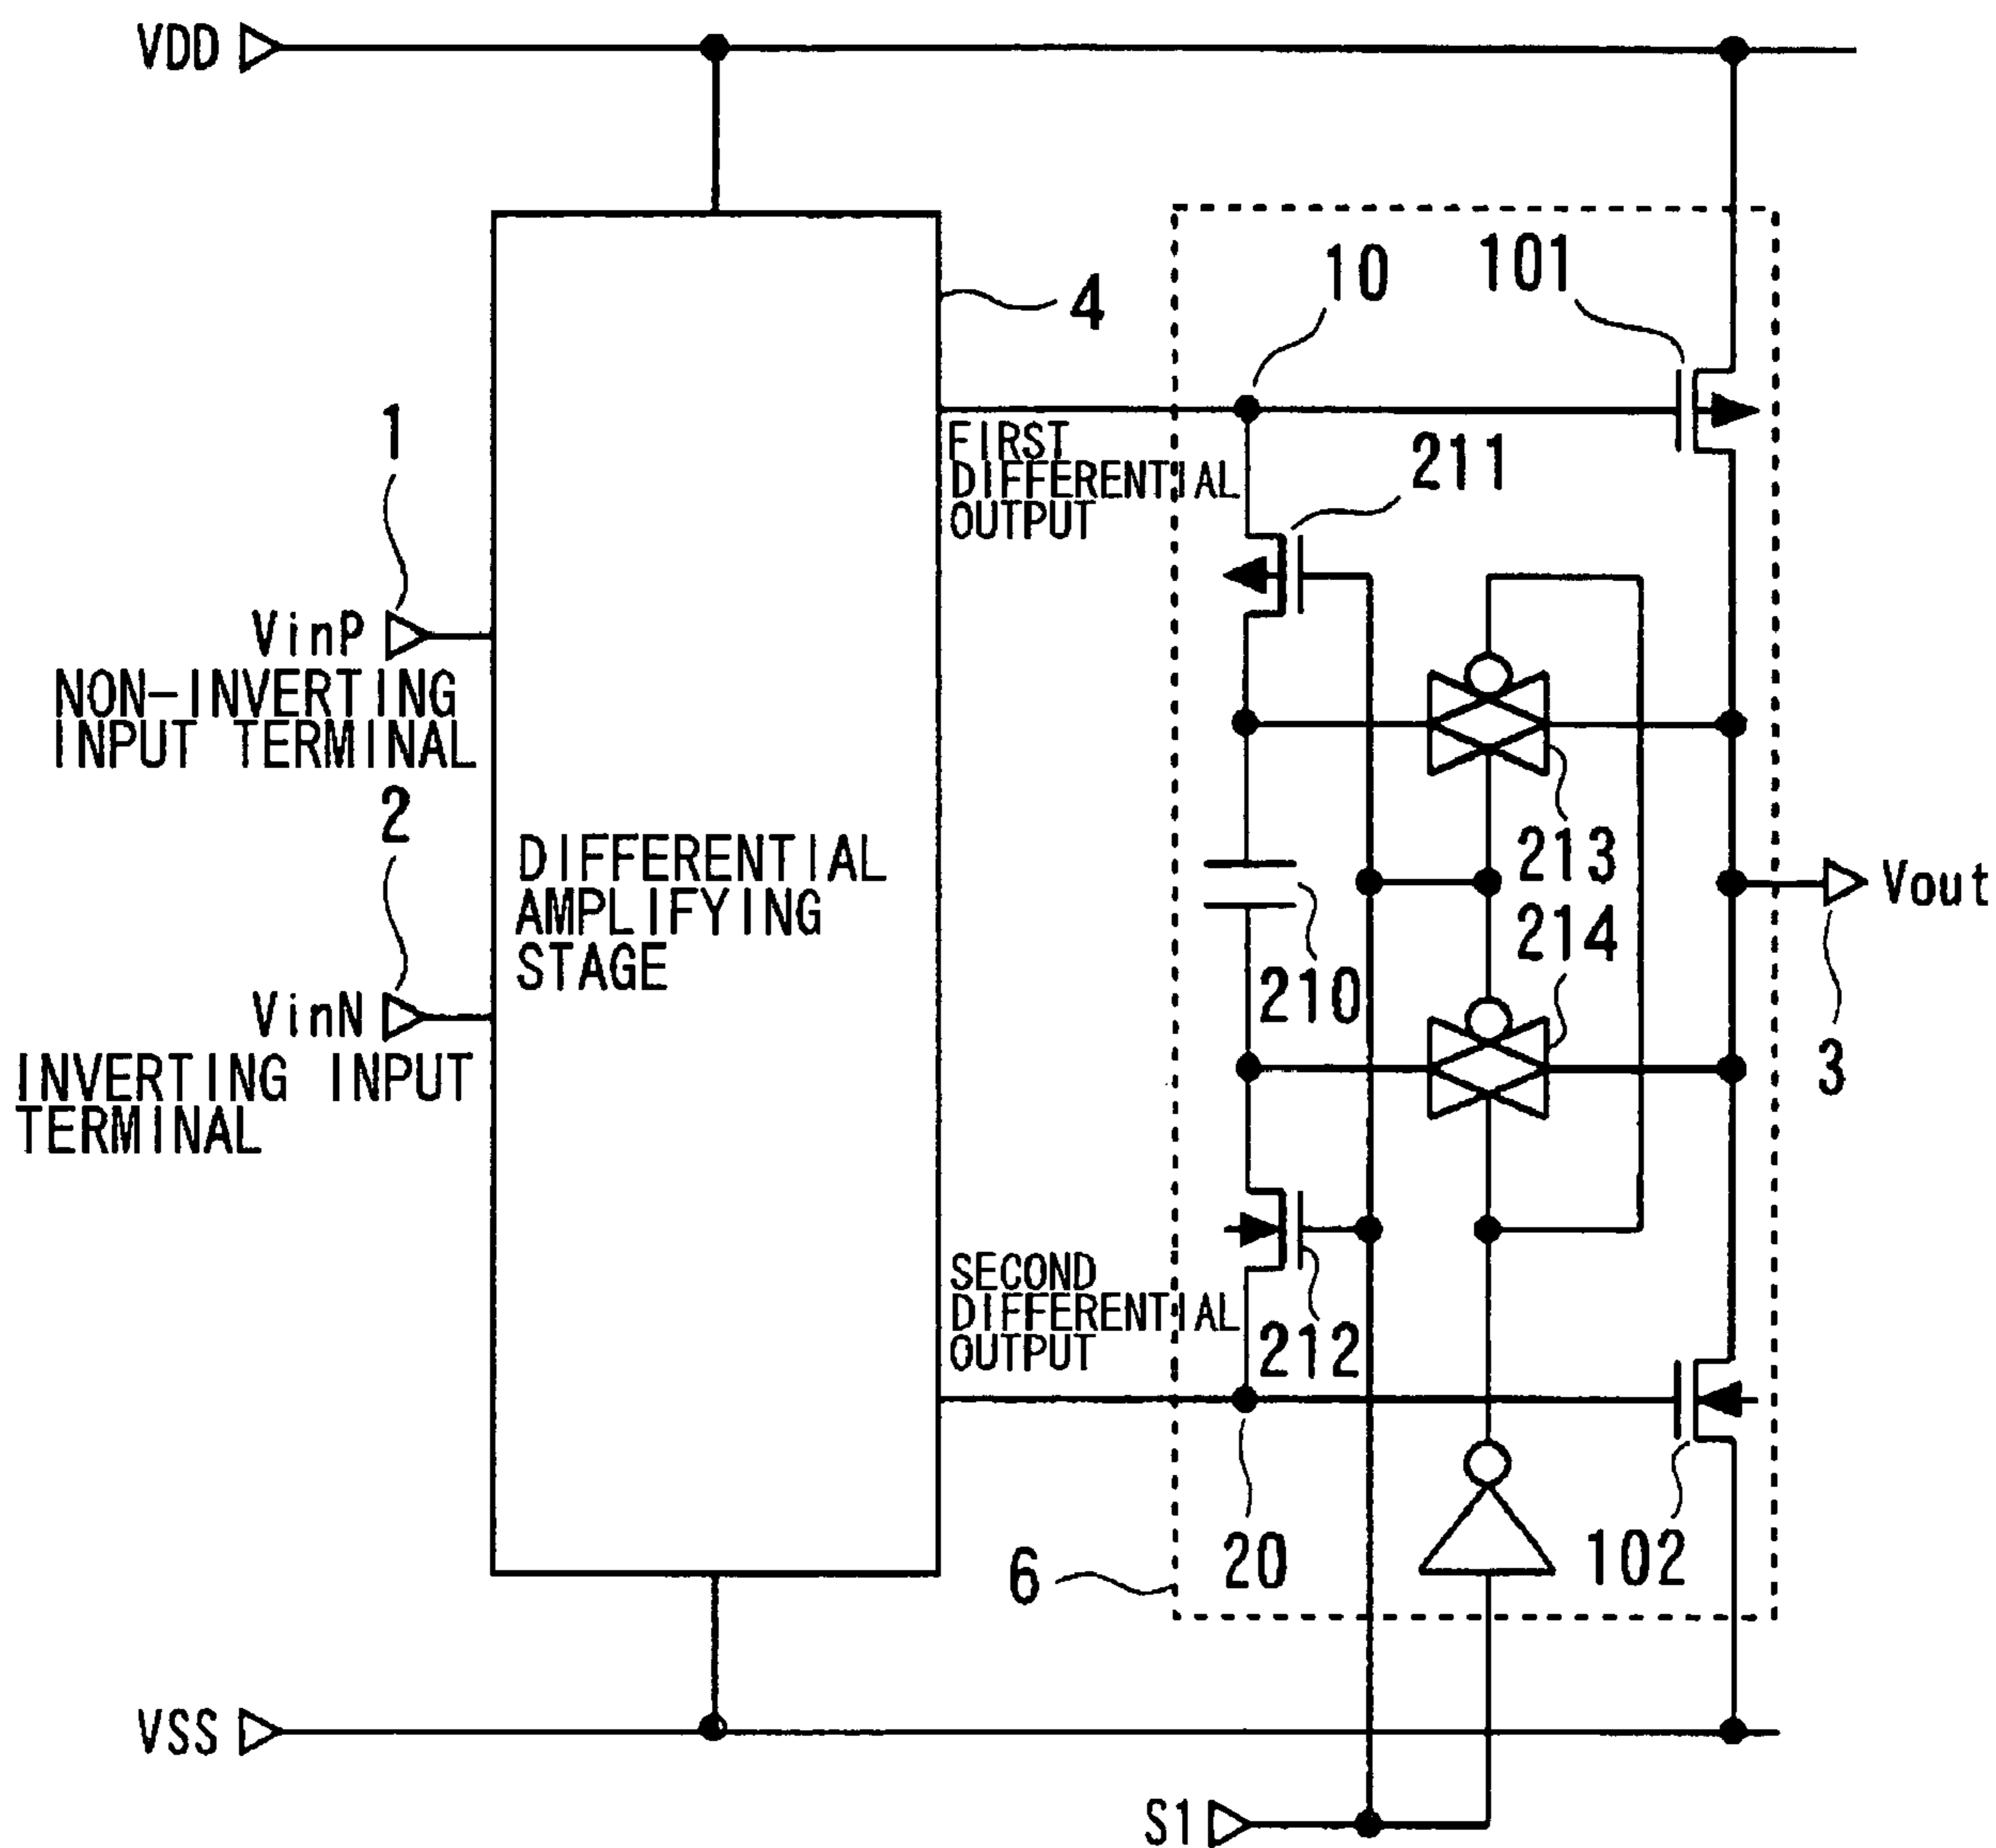 VDD
10
101
4
FIRST
DIFFERENTIAL
OUTPUT
211
1
VinP
NON-INVERTING
INPUT TERMINAL
2
DIFFERENTIAL
AMPLIFYING
STAGE
213
Vout
214
210
VinN
INVERTING INPUT
TERMINAL
3
SECOND
DIFFERENTIAL
OUTPUT
212
6
20
102
VSS
S1